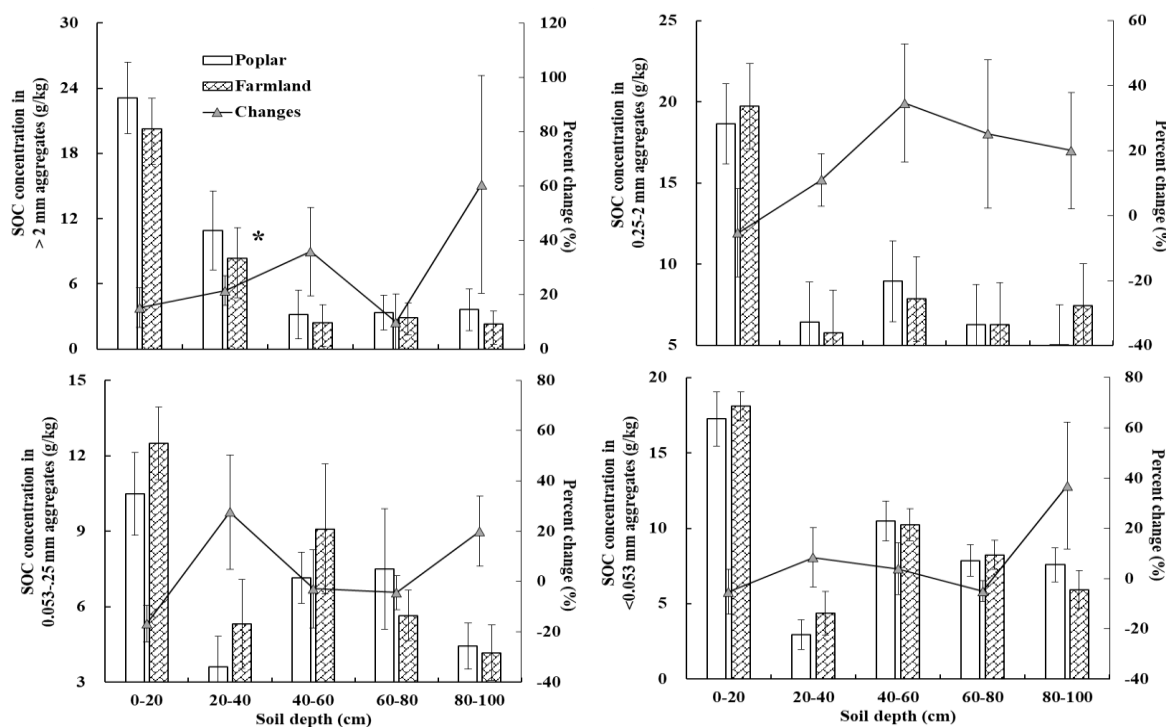 30
24
18
12
6
0
SOC concentration in
> 2 mm aggregates (g/kg)
Poplar
Farmland
Changes
*
120
100
80
60
40
20
0
Percent change (%)
25
20
15
10
5
SOC concentration in
0.25-2 mm aggregates (g/kg)
60
40
20
0
-20
-40
Percent change (%)
15
12
9
6
3
SOC concentration in
0.053-.25 mm aggregates (g/kg)
80
60
40
20
0
-20
-40
Percent change (%)
0-20 20-40 40-60 60-80 80-100
Soil depth (cm)
20
15
10
5
0
SOC concentration in
<0.053 mm aggregates (g/kg)
80
60
40
20
0
-20
-40
Percent change (%)
0-20 20-40 40-60 60-80 80-100
Soil depth (cm)